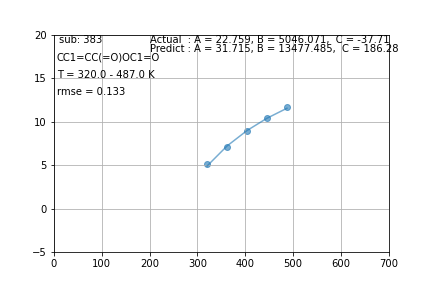 sub: 383
Actual : A = 22.759, B = 5046.071, C = -37.71
Predict : A = 31.715, B = 13477.485, C = 186.28
CC1=CC(=O)OC1=O
T = 320.0 - 487.0 K
rmse = 0.133
20
15
10
5
0
−5
0 100 200 300 400 500 600 700